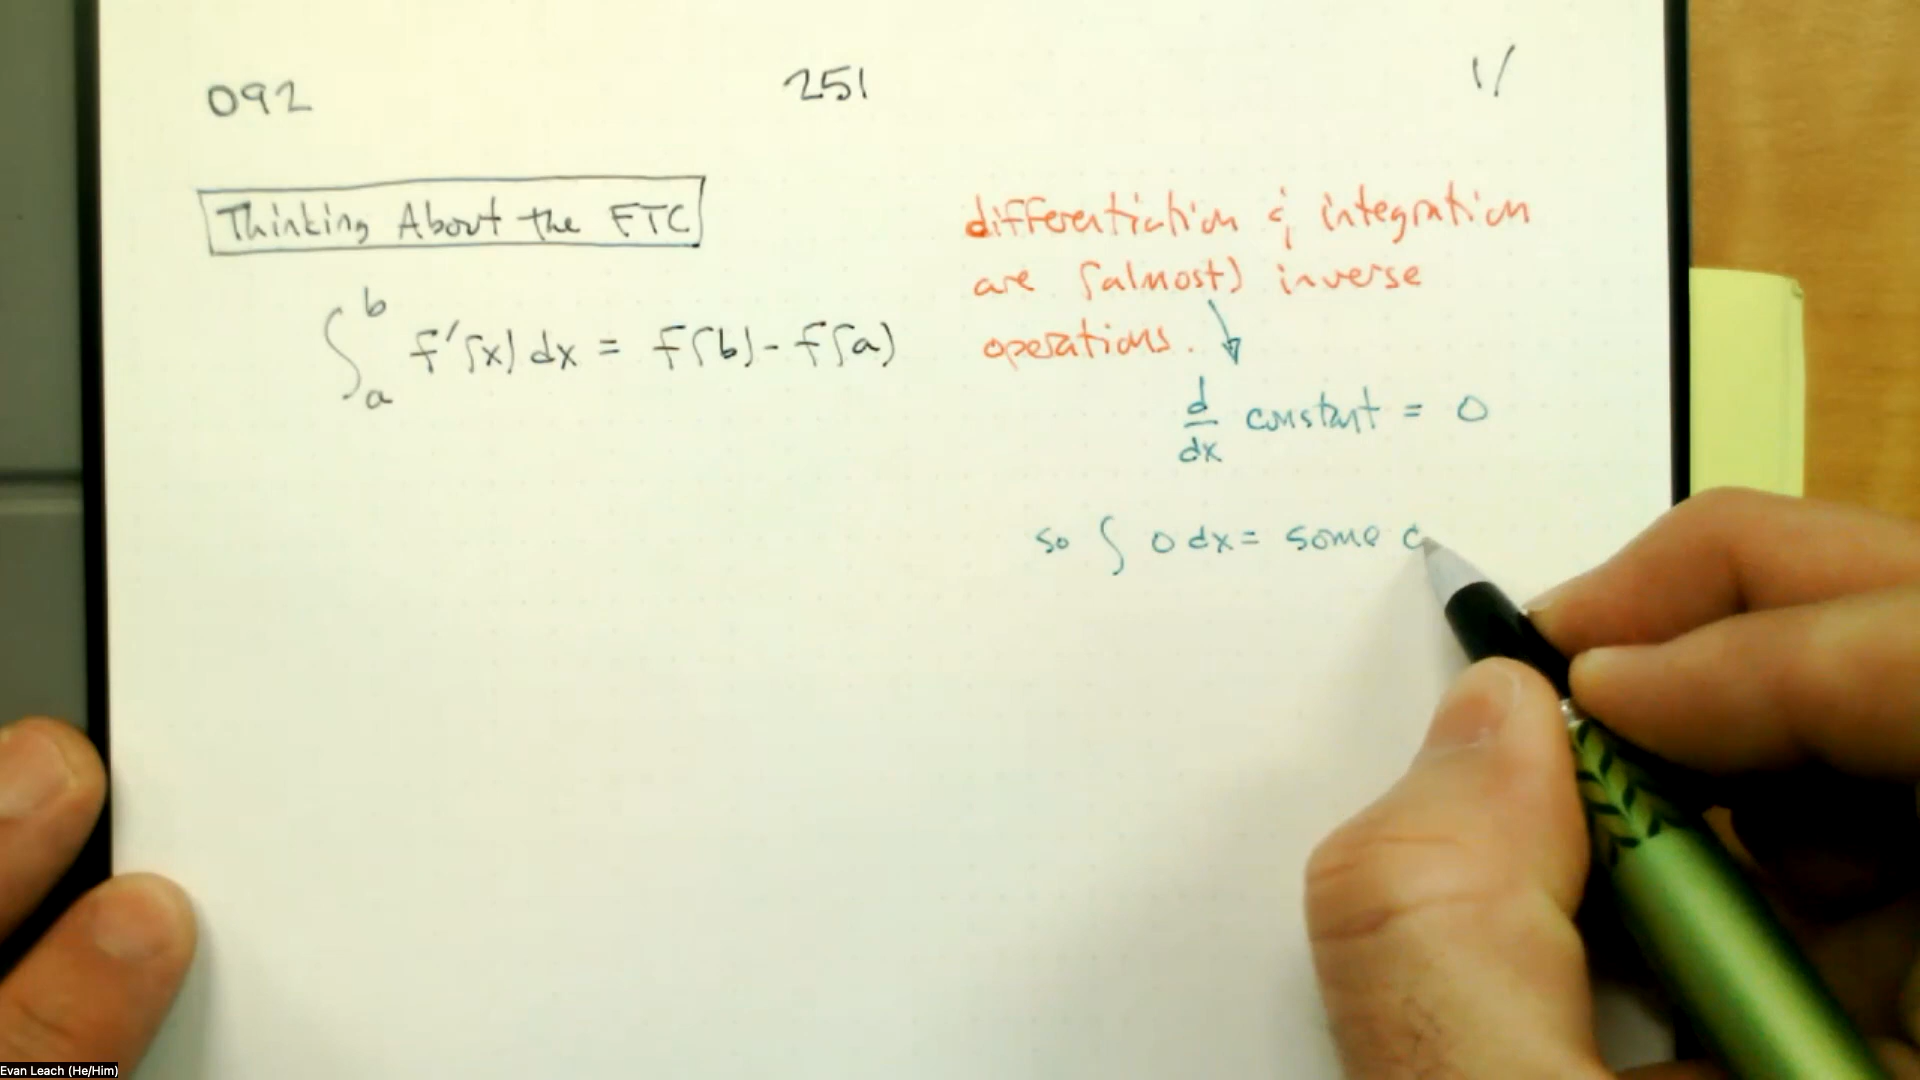 092 251 1/
Thinking About the FTC
∫_a^b f'(x) dx = f(b) - f(a)
differentiation & integration
are (almost) inverse
operations.
d/dx constant = 0
so ∫ 0 dx = some c
Evan Leach (He/Him)